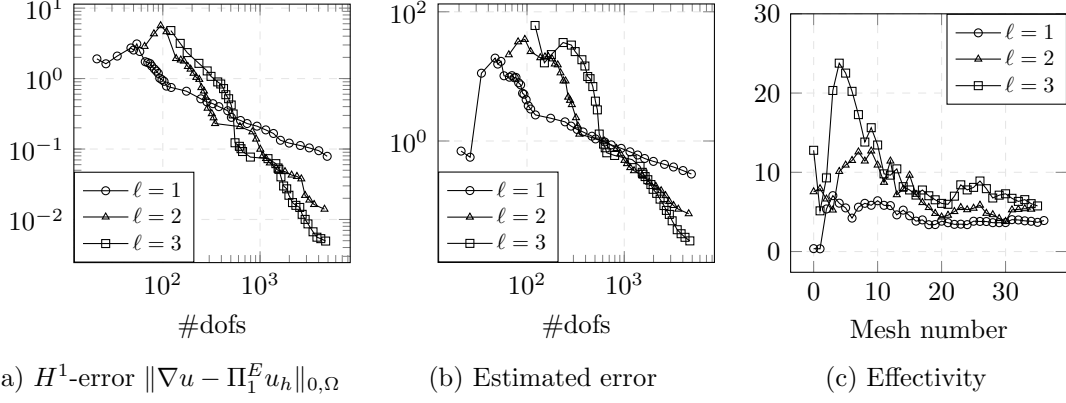 10^1
10^0
10^{-1}
10^{-2}
10^2
10^3
#dofs
ℓ = 1
ℓ = 2
ℓ = 3
a) H^1-error ‖∇u − Π_1^E u_h‖_{0,Ω}
10^2
10^0
10^2
10^3
#dofs
ℓ = 1
ℓ = 2
ℓ = 3
(b) Estimated error
30
20
10
0
0
10
20
30
Mesh number
ℓ = 1
ℓ = 2
ℓ = 3
(c) Effectivity